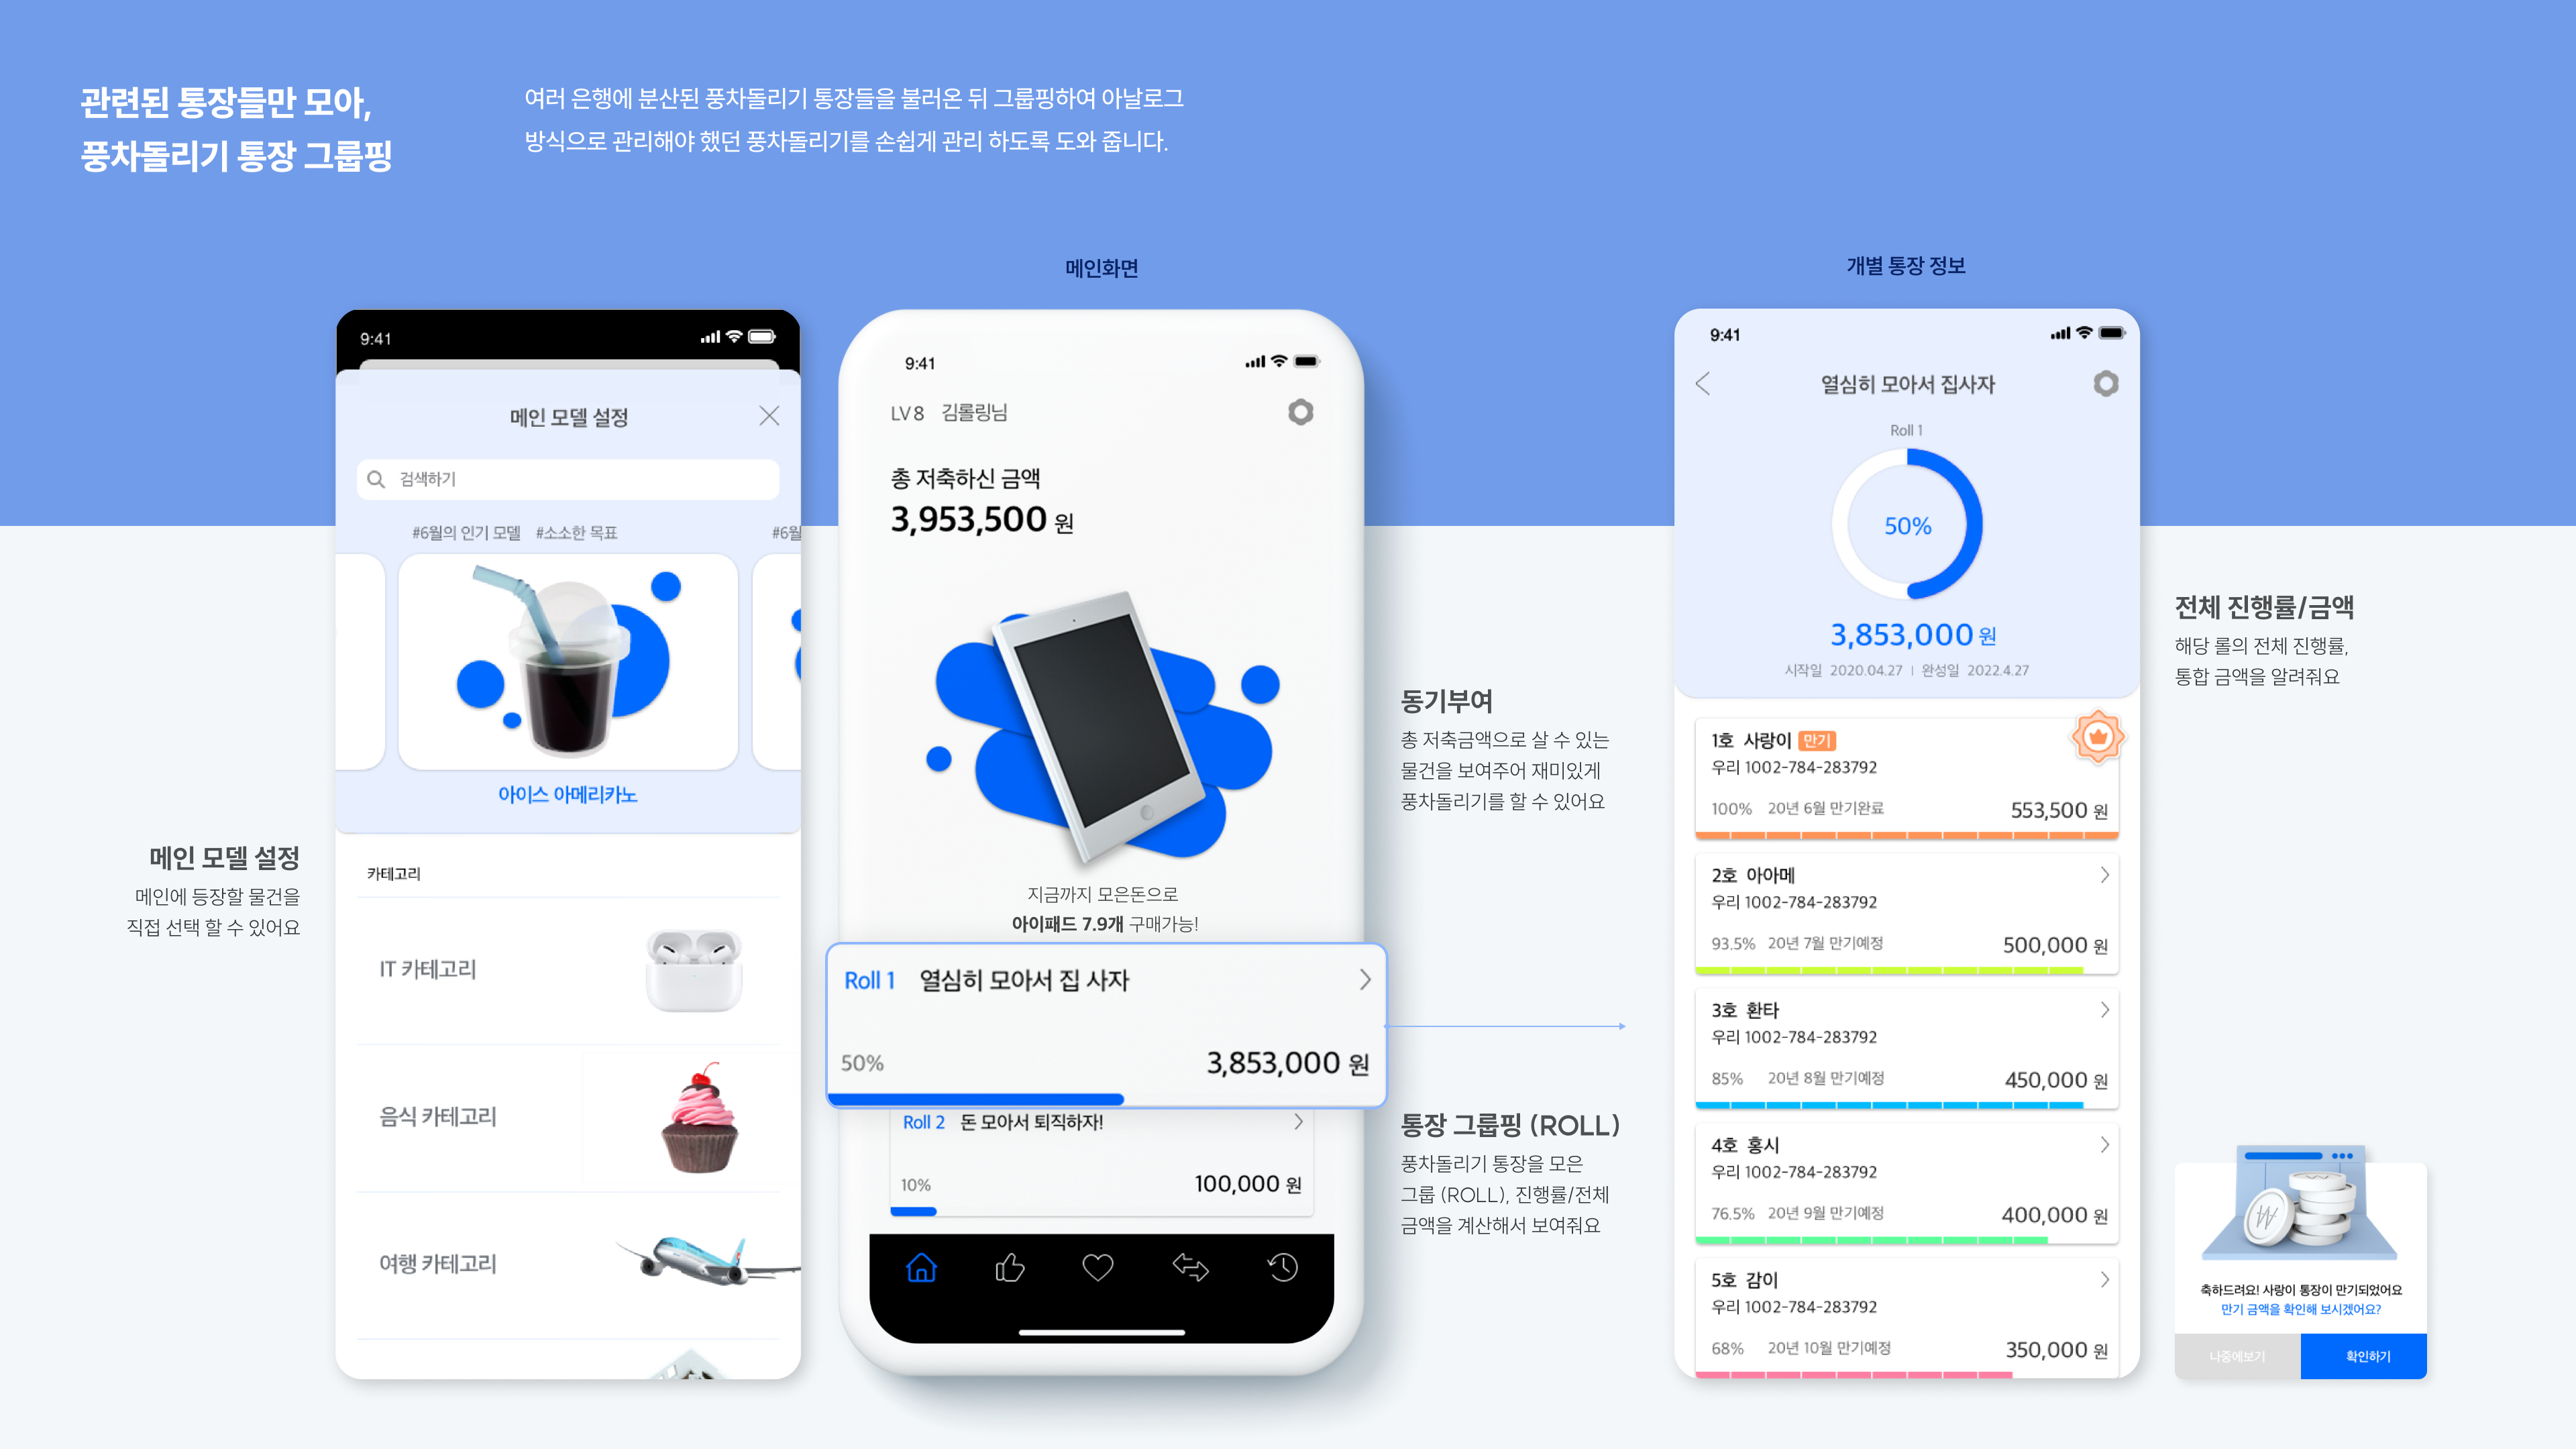 관련된 통장들만 모아,
풍차돌리기 통장 그룹핑
여러 은행에 분산된 풍차돌리기 통장들을 불러온 뒤 그룹핑하여 아날로그
방식으로 관리해야 했던 풍차돌리기를 손쉽게 관리 하도록 도와 줍니다.
메인 모델 설정
메인에 등장할 물건을
직접 선택 할 수 있어요
9:41
메인 모델 설정
검색하기
#6월의 인기 모델 #소소한 목표
#6월
아이스 아메리카노
카테고리
IT 카테고리
음식 카테고리
여행 카테고리
메인화면
9:41
LV 8 김롤링님
총 저축하신 금액
3,953,500 원
지금까지 모은돈으로
아이패드 7.9개 구매가능!
Roll 1 열심히 모아서 집 사자
50% 3,853,000 원
Roll 2 돈 모아서 퇴직하자!
10% 100,000 원
동기부여
총 저축금액으로 살 수 있는
물건을 보여주어 재미있게
풍차돌리기를 할 수 있어요
통장 그룹핑 (ROLL)
풍차돌리기 통장을 모은
그룹 (ROLL), 진행률/전체
금액을 계산해서 보여줘요
개별 통장 정보
9:41
열심히 모아서 집사자
Roll 1
50%
3,853,000 원
시작일 2020.04.27 | 완성일 2022.4.27
1호 사랑이 만기
우리 1002-784-283792
100% 20년 6월 만기완료 553,500 원
2호 아아메
우리 1002-784-283792
93.5% 20년 7월 만기예정 500,000 원
3호 환타
우리 1002-784-283792
85% 20년 8월 만기예정 450,000 원
4호 홍시
우리 1002-784-283792
76.5% 20년 9월 만기예정 400,000 원
5호 감이
우리 1002-784-283792
68% 20년 10월 만기예정 350,000 원
전체 진행률/금액
해당 롤의 전체 진행률,
통합 금액을 알려줘요
₩
축하드려요! 사랑이 통장이 만기되었어요
만기 금액을 확인해 보시겠어요?
나중에보기 확인하기